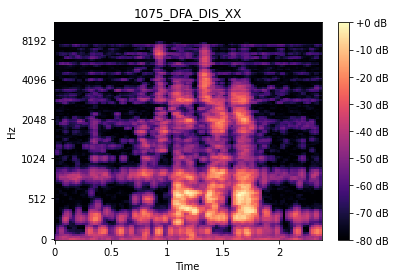 1075_DFA_DIS_XX
8192
4096
2048
1024
512
0
Hz
0
0.5
1
1.5
2
Time
+0 dB
-10 dB
-20 dB
-30 dB
-40 dB
-50 dB
-60 dB
-70 dB
-80 dB